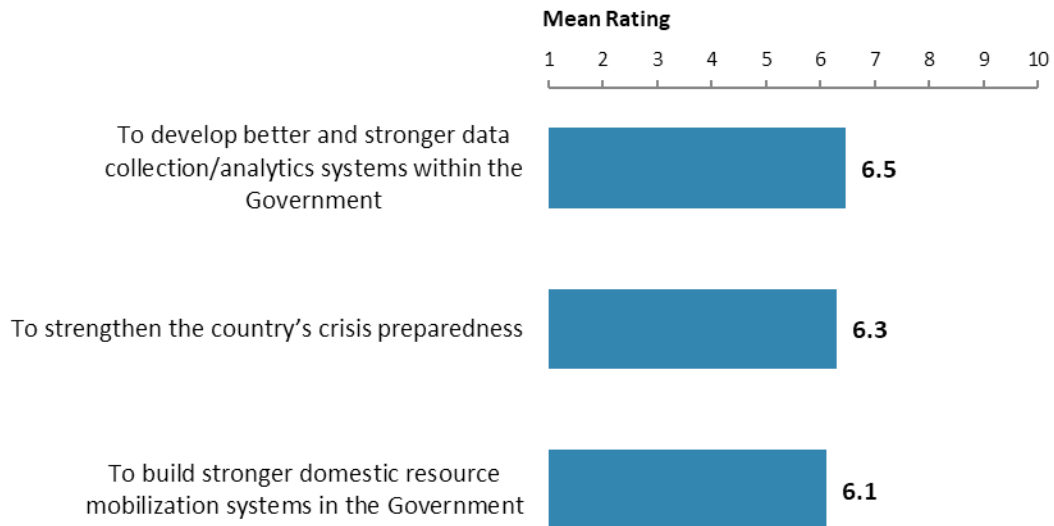 Mean Rating
1 2 3 4 5 6 7 8 9 10
To develop better and stronger data
collection/analytics systems within the
Government
6.5
To strengthen the country’s crisis preparedness
6.3
To build stronger domestic resource
mobilization systems in the Government
6.1